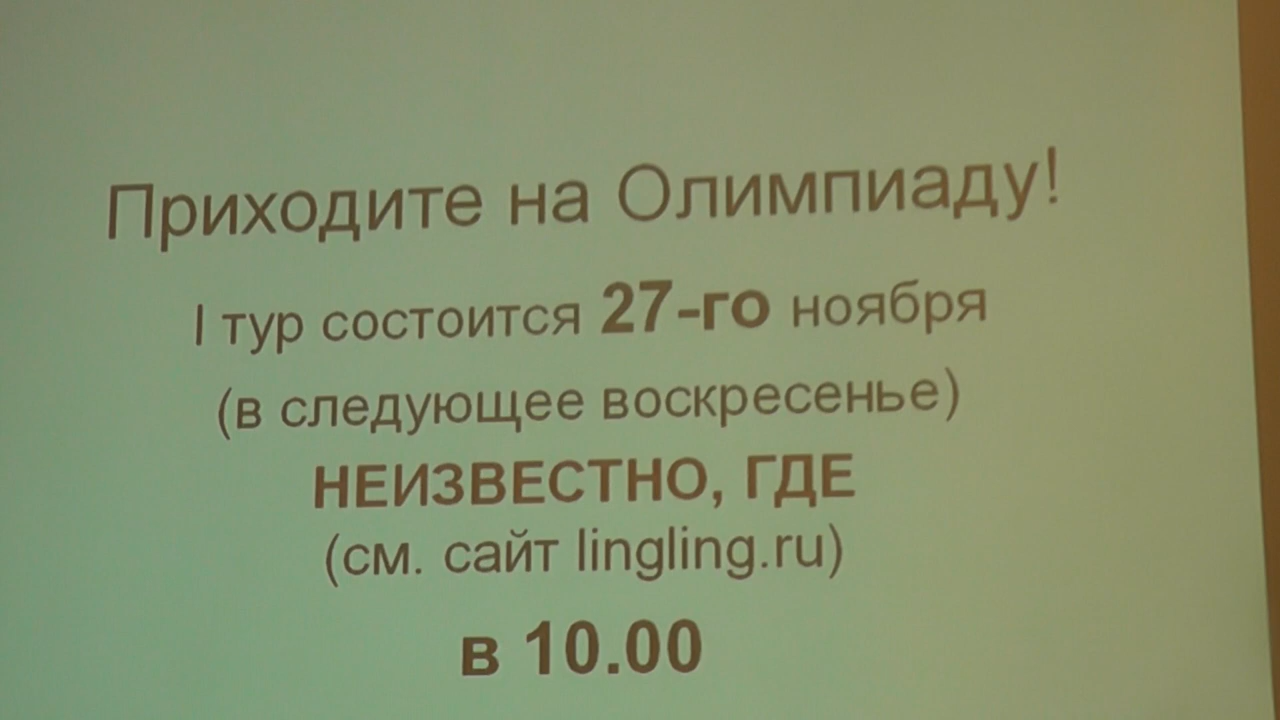 Приходите на Олимпиаду!
I тур состоится 27-го ноября
(в следующее воскресенье)
НЕИЗВЕСТНО, ГДЕ
(см. сайт lingling.ru)
в 10.00